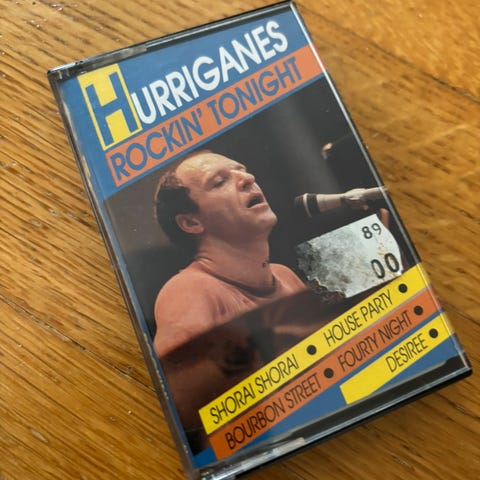 HURRIGANES
ROCKIN' TONIGHT
89
00
SHORAI SHORAI • HOUSE PARTY •
BOURBON STREET • FOURTY NIGHT •
DESIREE •